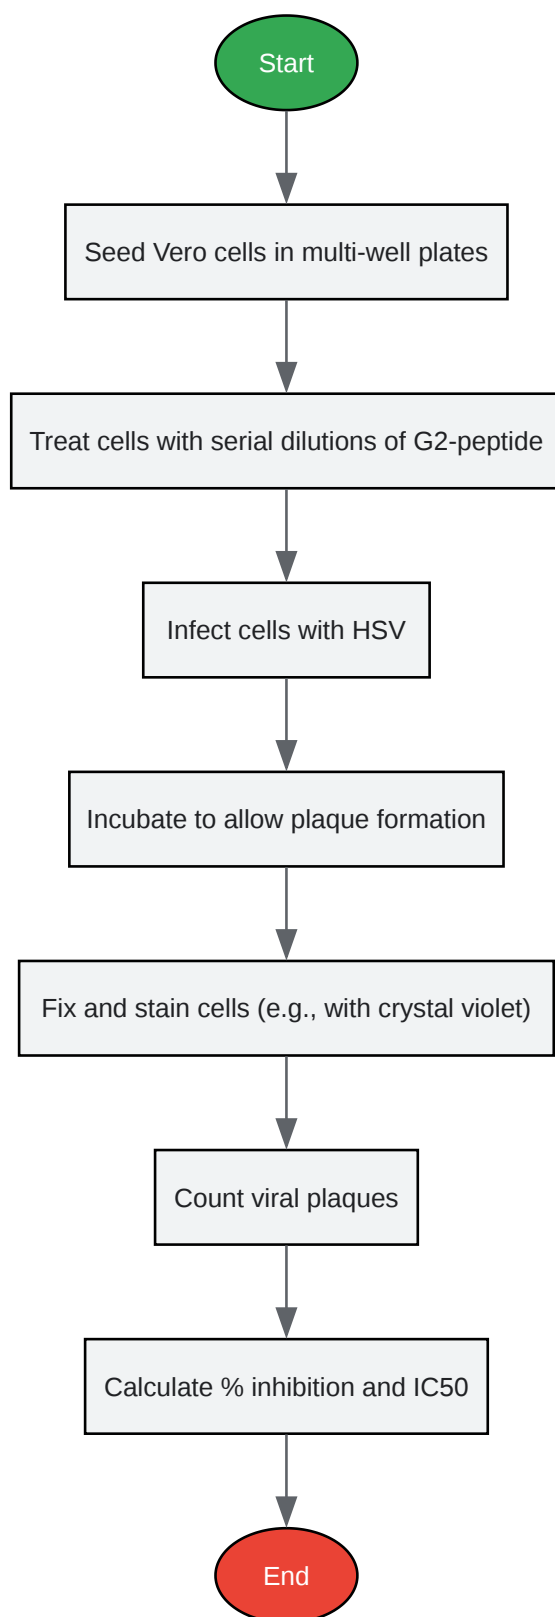 Start
Seed Vero cells in multi-well plates
Treat cells with serial dilutions of G2-peptide
Infect cells with HSV
Incubate to allow plaque formation
Fix and stain cells (e.g., with crystal violet)
Count viral plaques
Calculate % inhibition and IC50
End